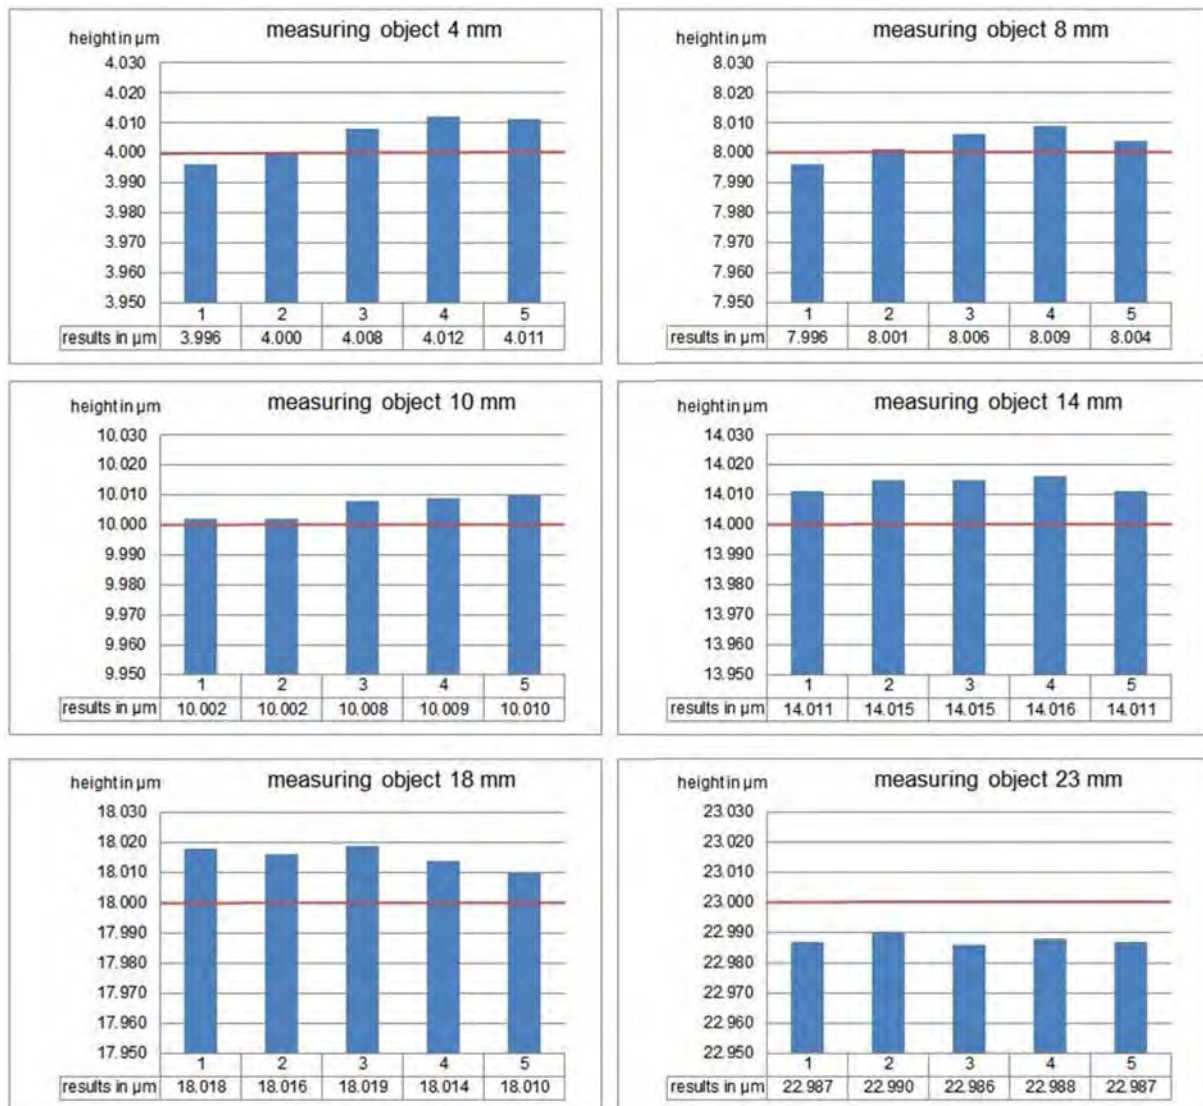 measuring object 4 mm
height in µm
4.030
4.020
4.010
4.000
3.990
3.980
3.970
3.960
3.950
1 2 3 4 5
results in µm 3.996 4.000 4.008 4.012 4.011
measuring object 8 mm
height in µm
8.030
8.020
8.010
8.000
7.990
7.980
7.970
7.960
7.950
1 2 3 4 5
results in µm 7.996 8.001 8.006 8.009 8.004
measuring object 10 mm
height in µm
10.030
10.020
10.010
10.000
9.990
9.980
9.970
9.960
9.950
1 2 3 4 5
results in µm 10.002 10.002 10.008 10.009 10.010
measuring object 14 mm
height in µm
14.030
14.020
14.010
14.000
13.990
13.980
13.970
13.960
13.950
1 2 3 4 5
results in µm 14.011 14.015 14.015 14.016 14.011
measuring object 18 mm
height in µm
18.030
18.020
18.010
18.000
17.990
17.980
17.970
17.960
17.950
1 2 3 4 5
results in µm 18.018 18.016 18.019 18.014 18.010
measuring object 23 mm
height in µm
23.030
23.020
23.010
23.000
22.990
22.980
22.970
22.960
22.950
1 2 3 4 5
results in µm 22.987 22.990 22.986 22.988 22.987